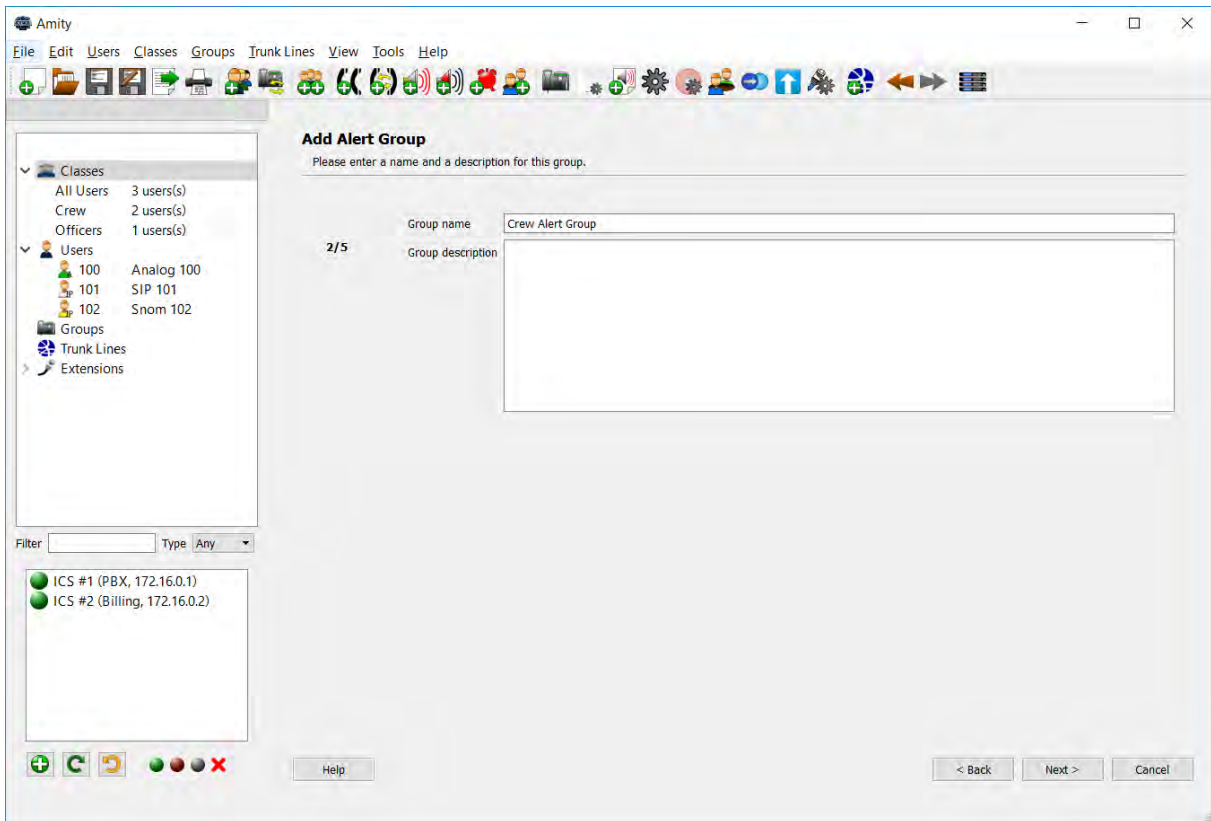 Amity
File Edit Users Classes Groups Trunk Lines View Tools Help
Add Alert Group
Please enter a name and a description for this group.
Classes
All Users 3 users(s)
Crew 2 users(s)
Officers 1 users(s)
Users
100 Analog 100
101 SIP 101
102 Snom 102
Groups
Trunk Lines
Extensions
2/5
Group name Crew Alert Group
Group description
Filter Type Any
ICS #1 (PBX, 172.16.0.1)
ICS #2 (Billing, 172.16.0.2)
Help < Back Next > Cancel